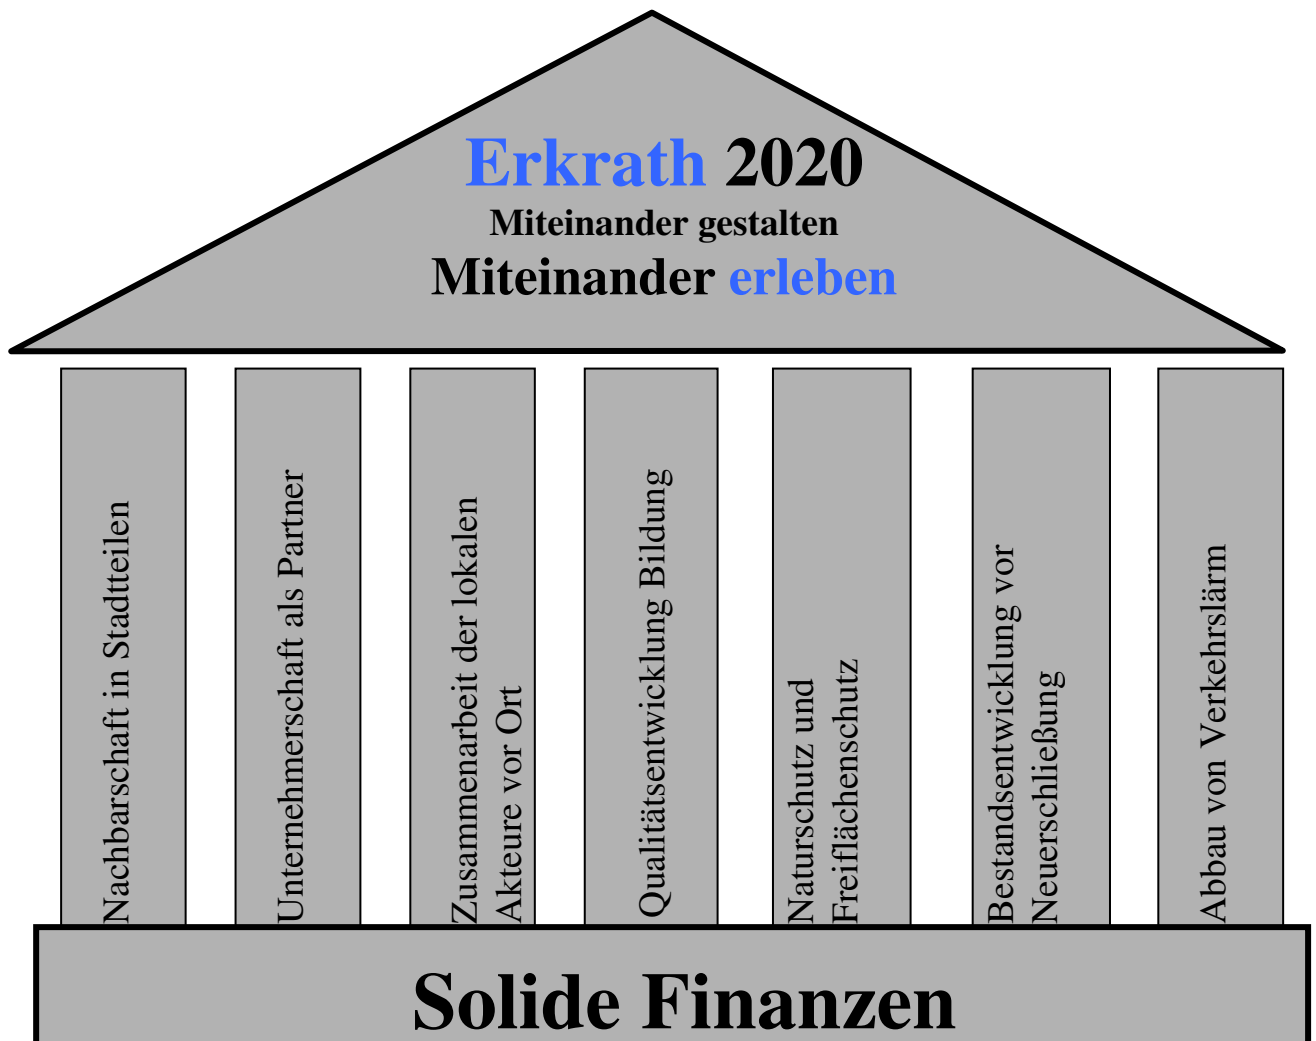 Erkrath 2020
Miteinander gestalten
Miteinander erleben
Nachbarschaft in Stadtteilen
Unternehmerschaft als Partner
Zusammenarbeit der lokalen
Akteure vor Ort
Qualitätsentwicklung Bildung
Naturschutz und
Freiflächenschutz
Bestandsentwicklung vor
Neuerschließung
Abbau von Verkehrslärm
Solide Finanzen